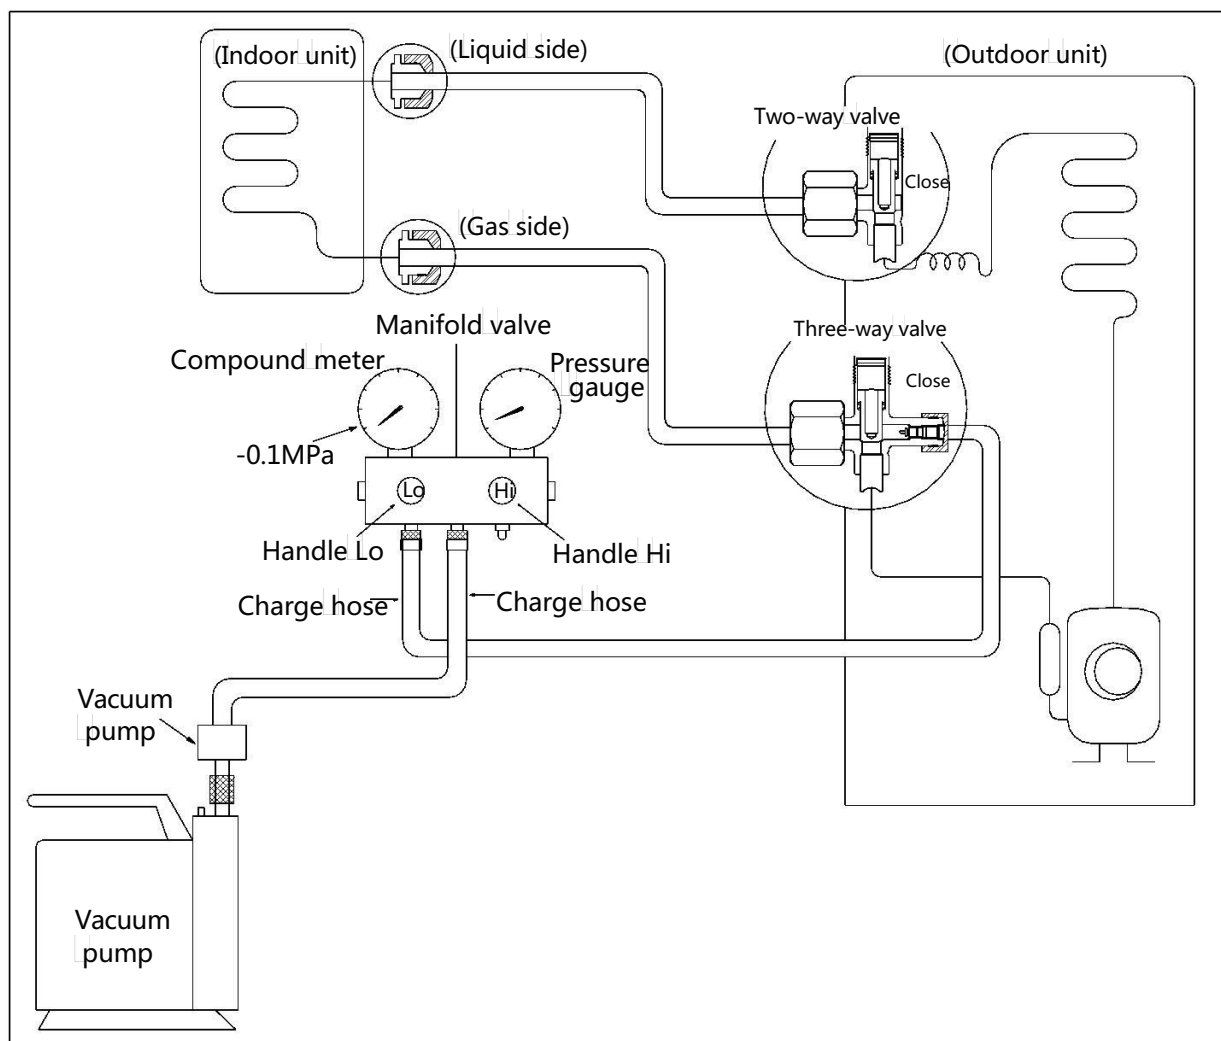 (Indoor unit)
(Liquid side)
(Outdoor unit)
Two-way valve
Close
(Gas side)
Manifold valve
Three-way valve
Compound meter
Pressure
gauge
Close
-0.1MPa
Lo
Hi
Handle Lo
Handle Hi
Charge hose
Charge hose
Vacuum
pump
Vacuum
pump